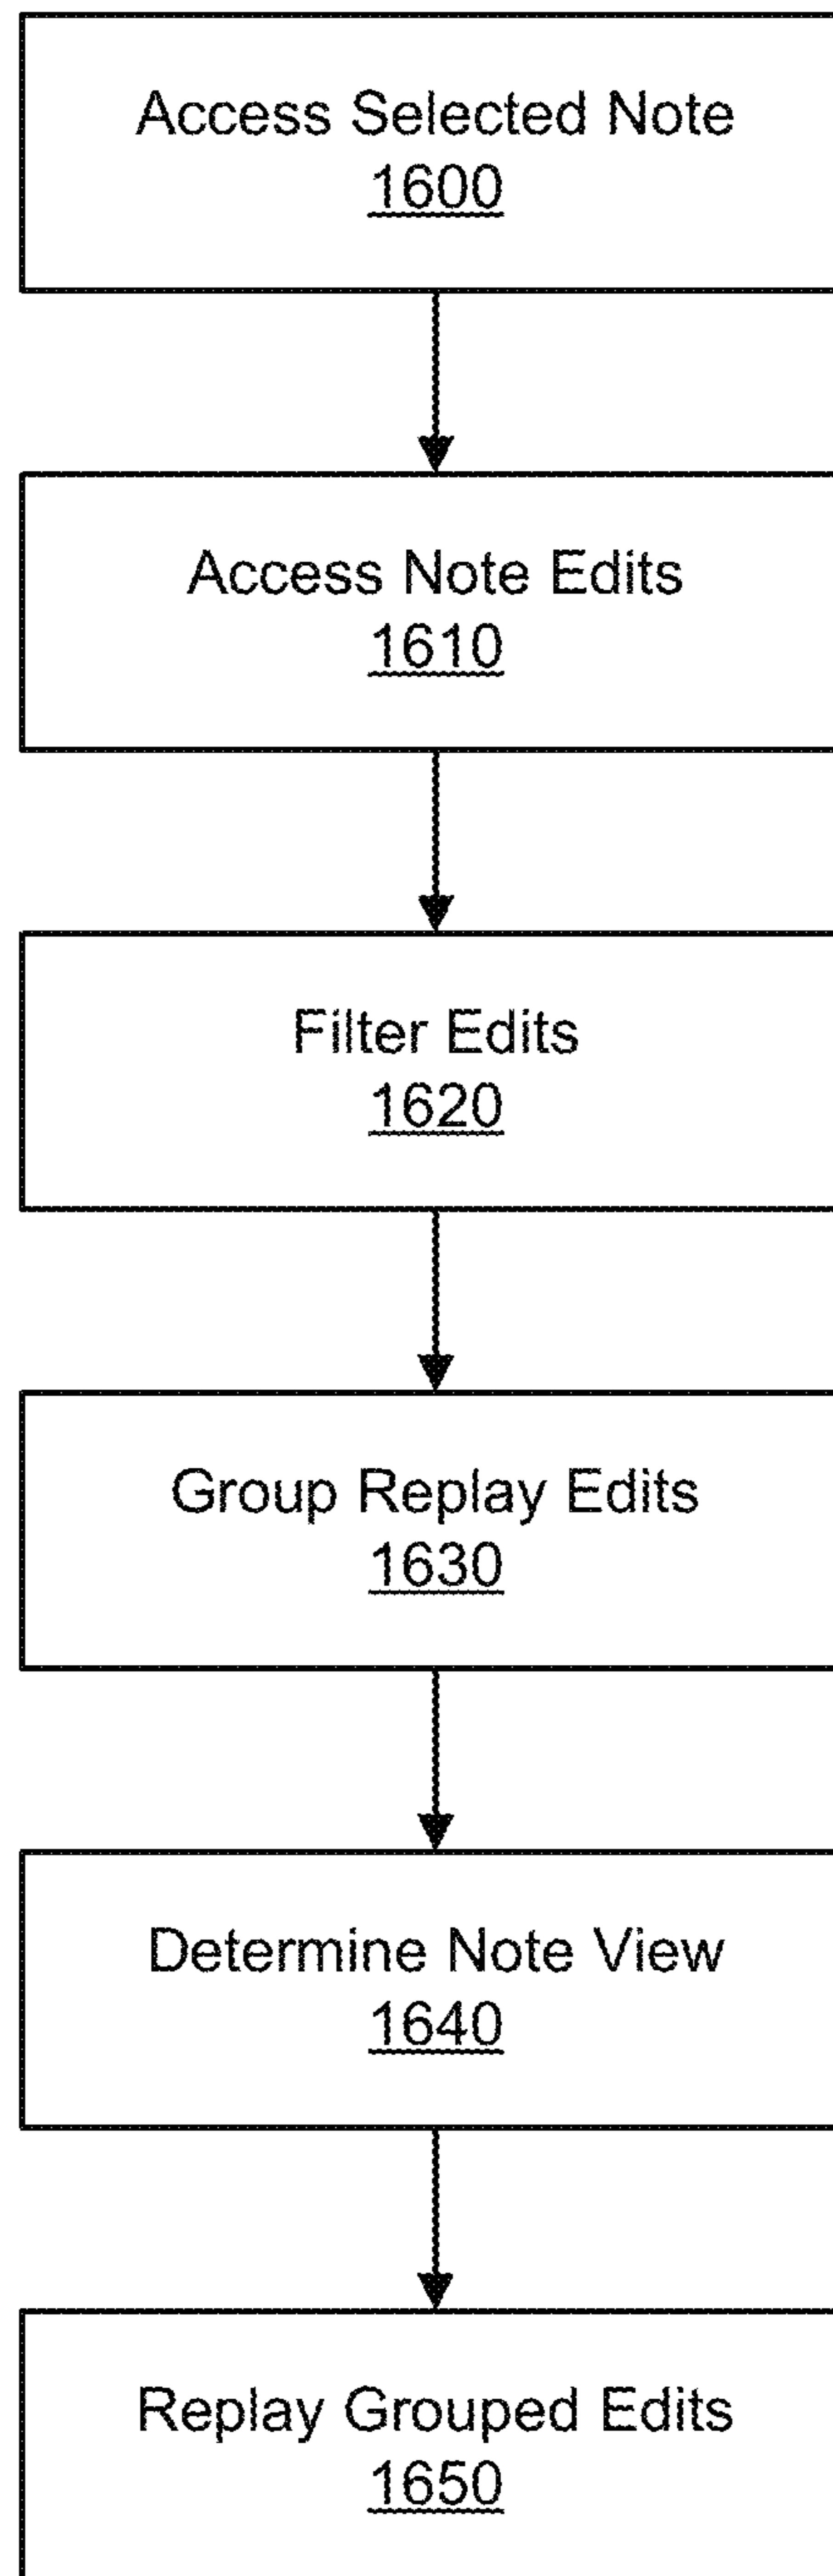 Access Selected Note
1600
Access Note Edits
1610
Filter Edits
1620
Group Replay Edits
1630
Determine Note View
1640
Replay Grouped Edits
1650